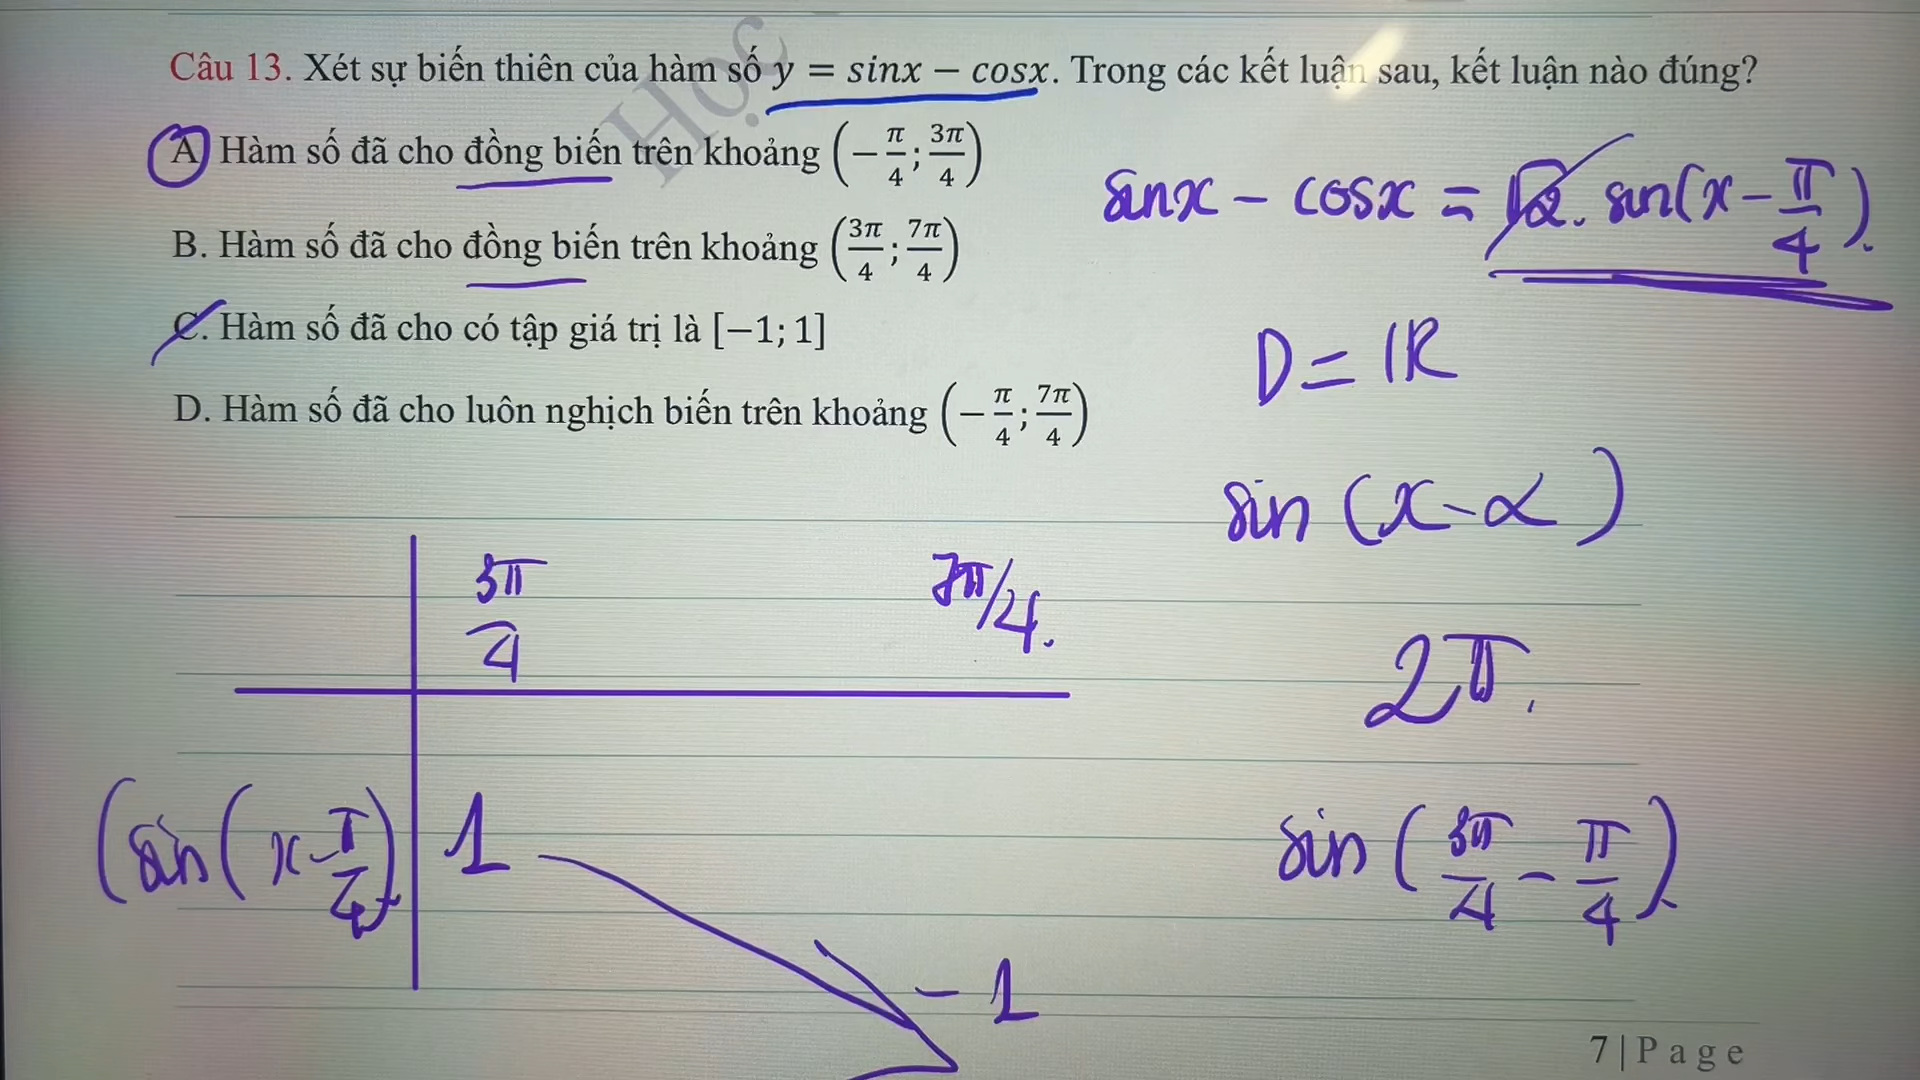 Học
Câu 13. Xét sự biến thiên của hàm số y = sinx − cosx. Trong các kết luận sau, kết luận nào đúng?
A Hàm số đã cho đồng biến trên khoảng (−π/4; 3π/4)
sinx − cosx = √2. sin(x − π/4).
B. Hàm số đã cho đồng biến trên khoảng (3π/4; 7π/4)
C. Hàm số đã cho có tập giá trị là [−1; 1]
D = ℝ
D. Hàm số đã cho luôn nghịch biến trên khoảng (−π/4; 7π/4)
sin (x − α)
3π/4 7π/4.
2π.
(sin(x − π/4) 1
sin (3π/4 − π/4)
− 1
7 | P a g e